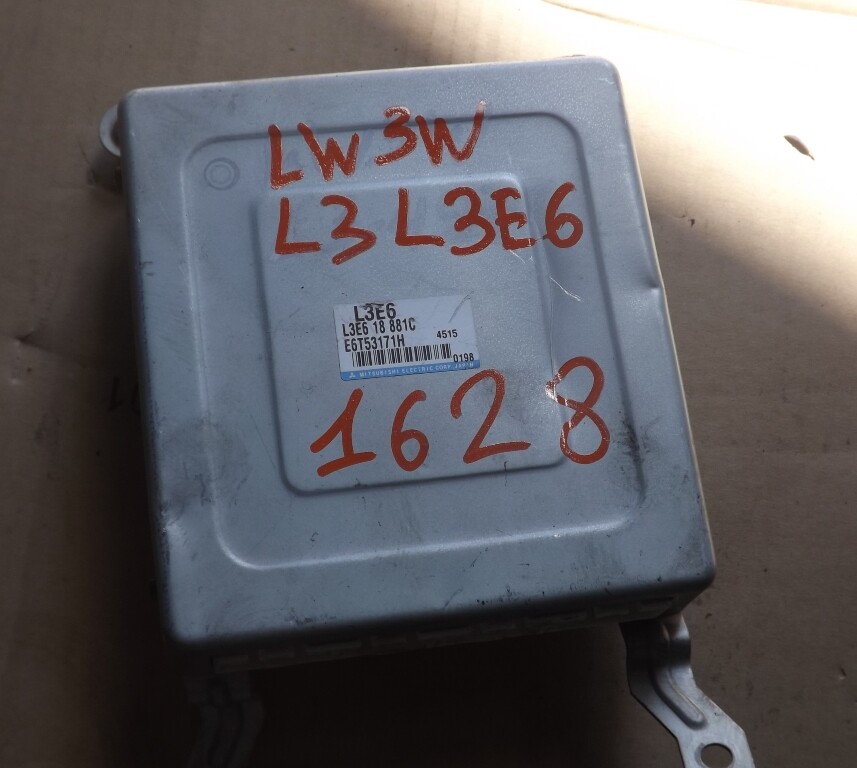 LW3W
L3 L3E6
L3E6
L3E6 18 881C
E6T53171H 4515
0198
MITSUBISHI ELECTRIC CORP. JAPAN
1628